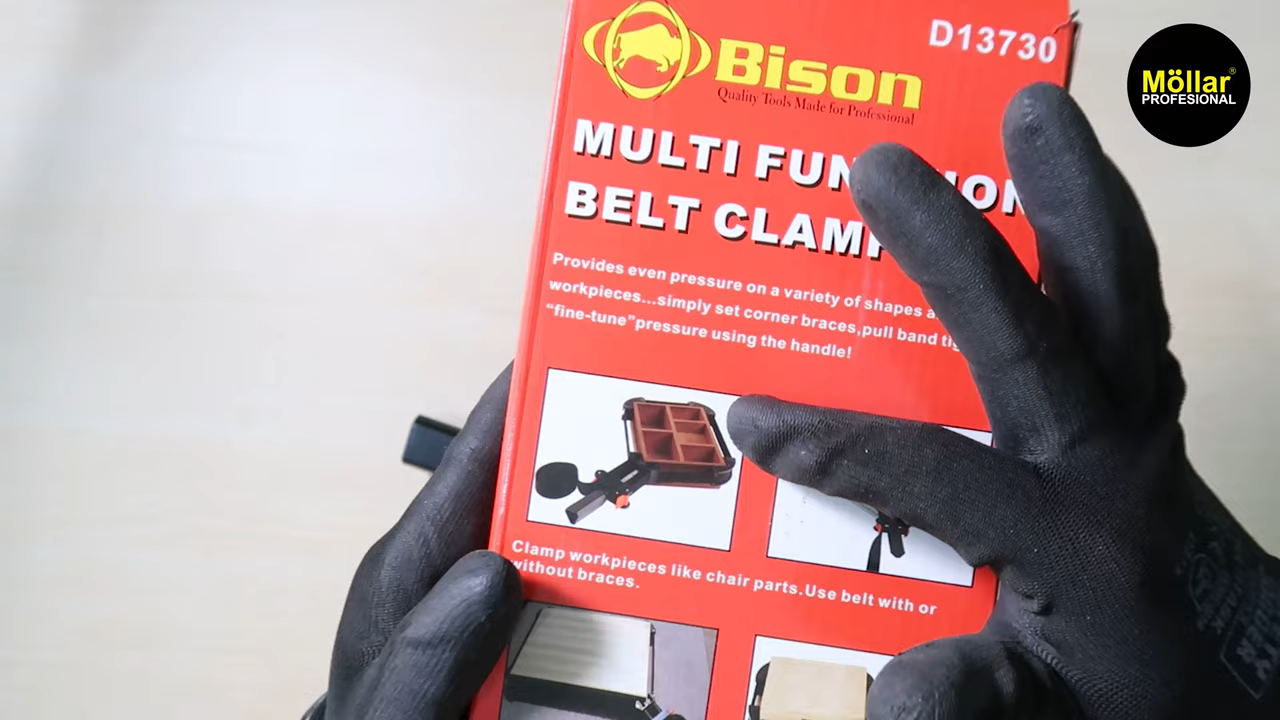 Bison
Quality Tools Made for Professional
D13730
Möllar®
PROFESIONAL
MULTI FUN ION
BELT CLAMP
Provides even pressure on a variety of shapes
workpieces...simply set corner braces,pull band
“fine-tune”pressure using the handle!
Clamp workpieces like chair parts.Use belt with or
without braces.